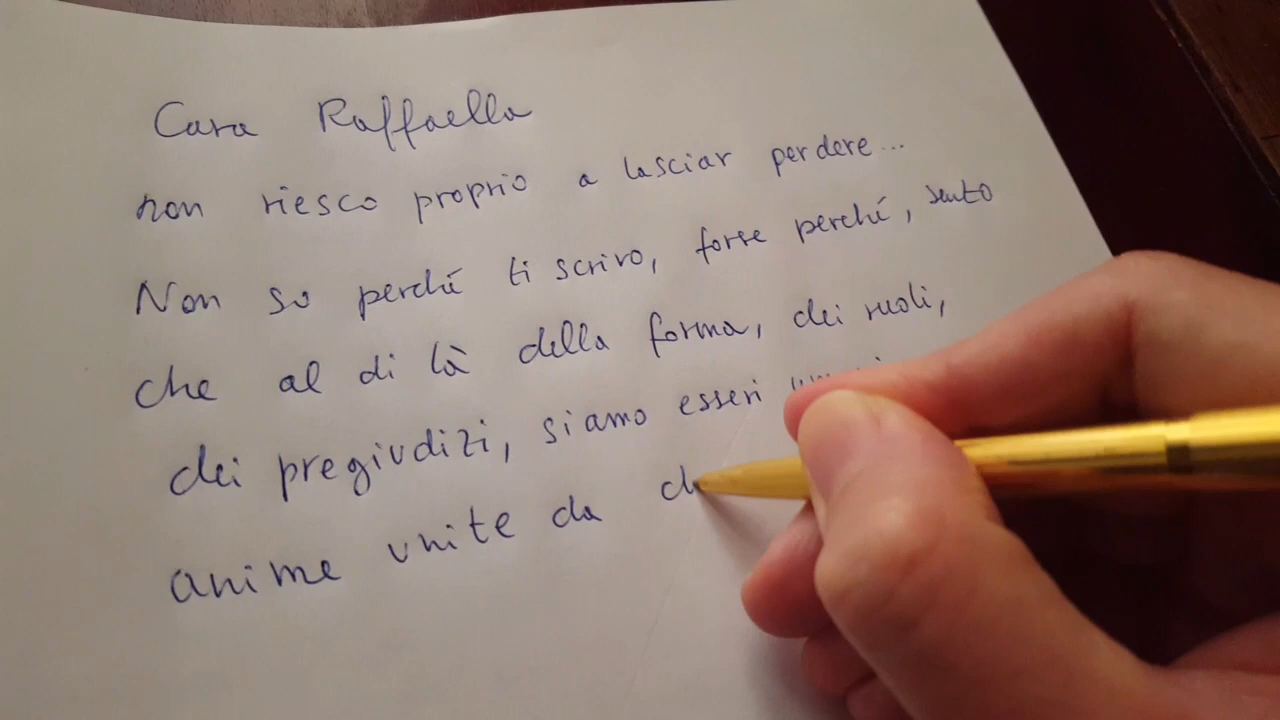 Cara Raffaella
non riesco proprio a lasciar perdere...
Non so perché ti scrivo, forse perché, sento
che al di là della forma, dei ruoli,
dei pregiudizi, siamo esseri
anime unite da